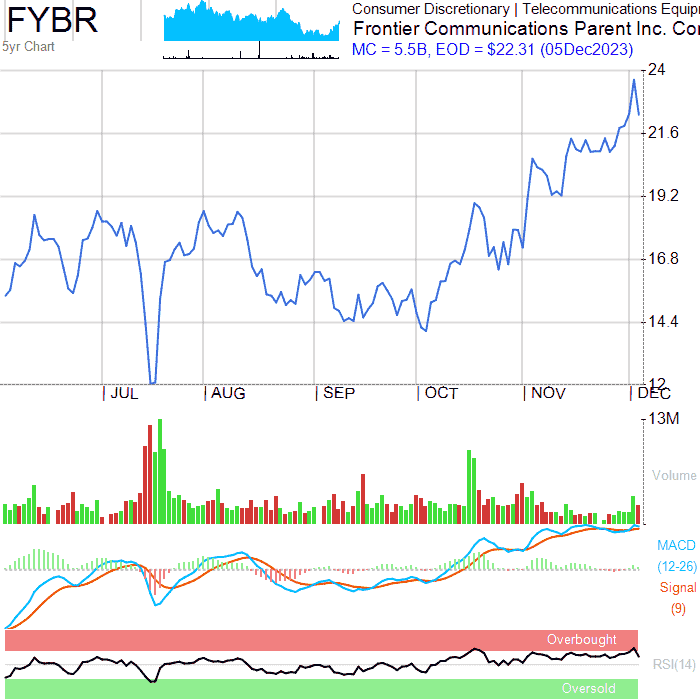 FYBR
5yr Chart
Consumer Discretionary | Telecommunications Equip
Frontier Communications Parent Inc. Cor
MC = 5.5B, EOD = $22.31 (05Dec2023)
24
21.6
19.2
16.8
14.4
12
JUL AUG SEP OCT NOV DEC
13M
Volume
MACD
(12-26)
Signal
(9)
Overbought
RSI(14)
Oversold